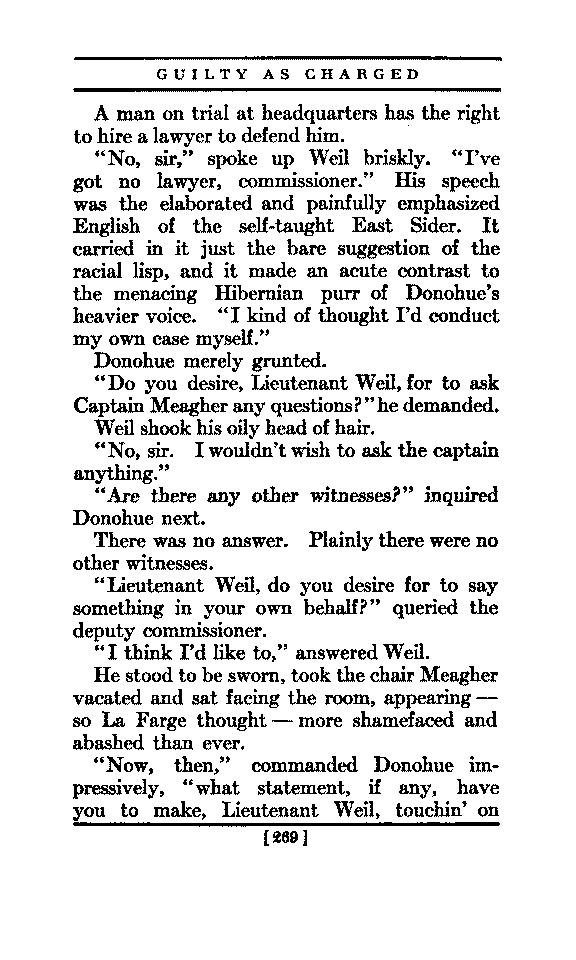 GUILTY AS CHARGED
A man on trial at headquarters has the right
to hire a lawyer to defend him.
“No, sir,” spoke up Weil briskly. “I’ve
got no lawyer, commissioner.” His speech
was the elaborated and painfully emphasized
English of the self-taught East Sider. It
carried in it just the bare suggestion of the
racial lisp, and it made an acute contrast to
the menacing Hibernian purr of Donohue’s
heavier voice. “I kind of thought I’d conduct
my own case myself.”
Donohue merely grunted.
“Do you desire, Lieutenant Weil, for to ask
Captain Meagher any questions?” he demanded.
Weil shook his oily head of hair.
“No, sir. I wouldn’t wish to ask the captain
anything.”
“Are there any other witnesses?” inquired
Donohue next.
There was no answer. Plainly there were no
other witnesses.
“Lieutenant Weil, do you desire for to say
something in your own behalf?” queried the
deputy commissioner.
“I think I’d like to,” answered Weil.
He stood to be sworn, took the chair Meagher
vacated and sat facing the room, appearing —
so La Farge thought — more shamefaced and
abashed than ever.
“Now, then,” commanded Donohue im-
pressively, “what statement, if any, have
you to make, Lieutenant Weil, touchin’ on
[269]